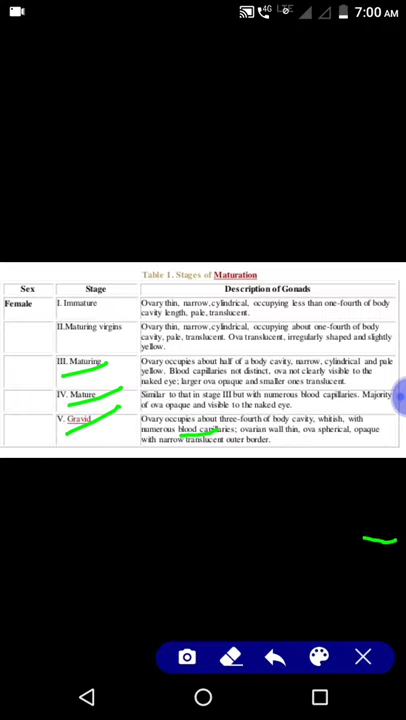 4G LTE 7:00 AM
Table 1. Stages of Maturation
Sex Stage Description of Gonads
Female I. Immature Ovary thin, narrow, cylindrical, occupying less than one-fourth of body
cavity length, pale, translucent.
II.Maturing virgins Ovary thin, narrow, cylindrical, occupying about one-fourth of body
cavity, pale, translucent. Ova translucent, irregularly shaped and slightly
yellow.
III. Maturing Ovary occupies about half of a body cavity, narrow, cylindrical and pale
yellow. Blood capillaries not distinct, ova not clearly visible to the
naked eye; larger ova opaque and smaller ones translucent.
IV. Mature Similar to that in stage III but with numerous blood capillaries. Majority
of ova opaque and visible to the naked eye.
V. Gravid Ovary occupies about three-fourth of body cavity, whitish, with
numerous blood capillaries; ovarian wall thin, ova spherical, opaque
with narrow translucent outer border.